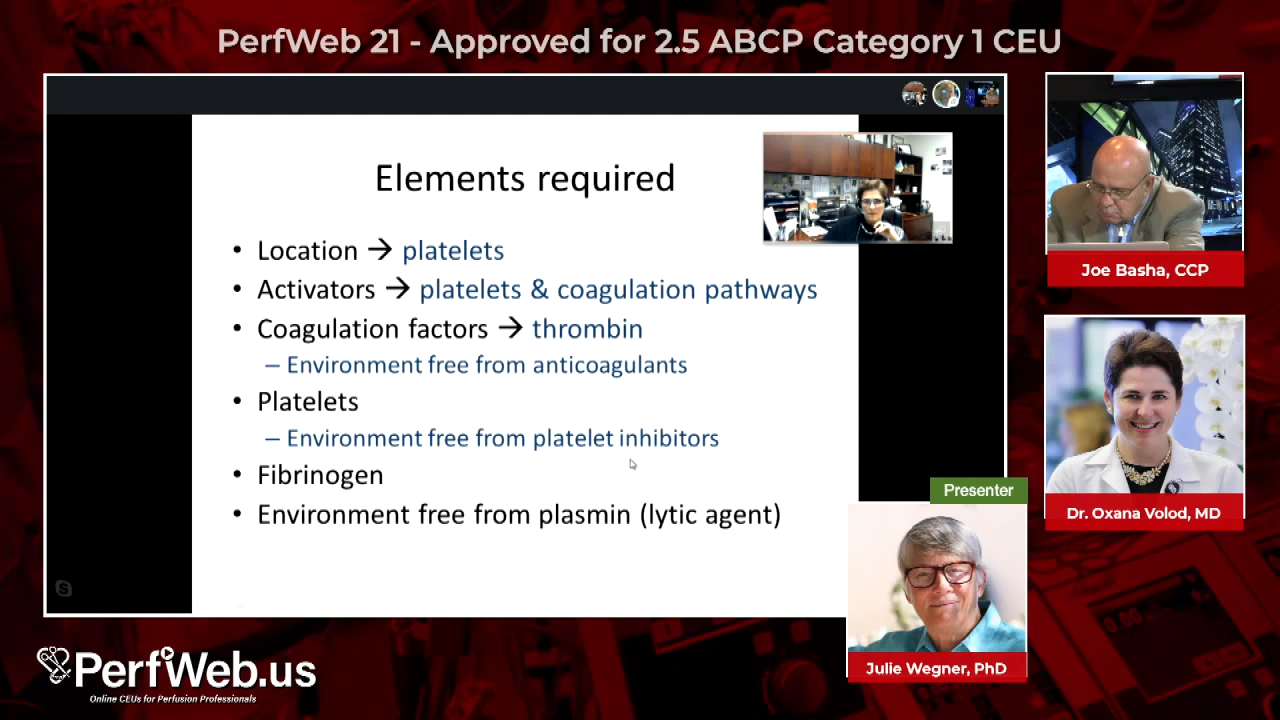 PerfWeb 21 - Approved for 2.5 ABCP Category 1 CEU
Elements required
• Location → platelets
• Activators → platelets & coagulation pathways
• Coagulation factors → thrombin
– Environment free from anticoagulants
• Platelets
– Environment free from platelet inhibitors
• Fibrinogen
• Environment free from plasmin (lytic agent)
Joe Basha, CCP
Dr. Oxana Volod, MD
Presenter
Julie Wegner, PhD
PerfWeb.us
Online CEUs for Perfusion Professionals